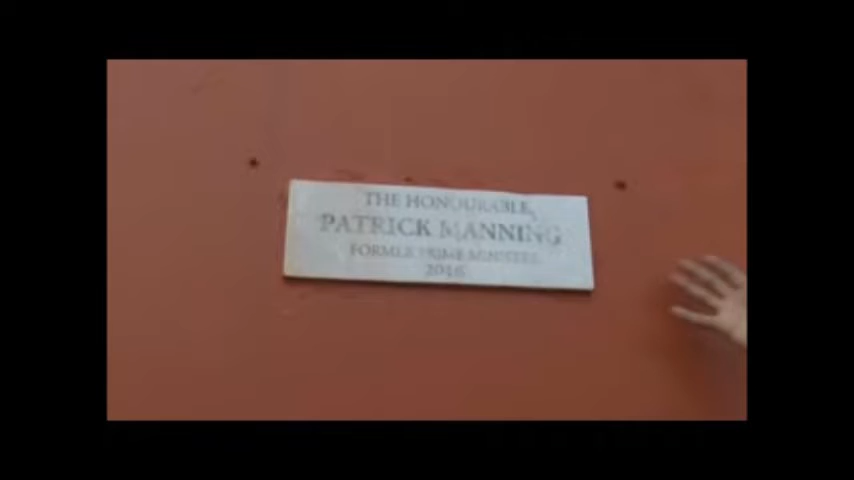 THE HONOURABLE,
PATRICK MANNING
FORMER PRIME MINISTER
2016